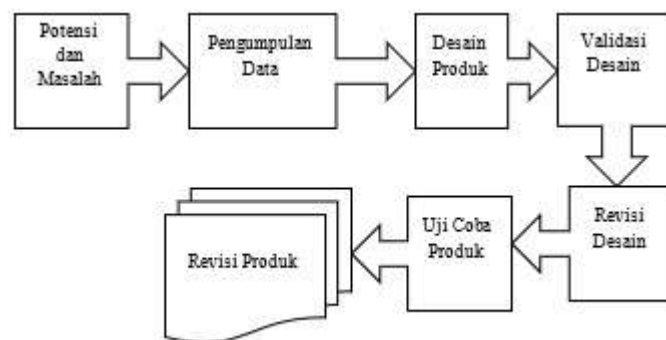 Potensi
dan
Masalah
Pengumpulan
Data
Desain
Produk
Validasi
Desain
Revisi
Desain
Uji Coba
Produk
Revisi Produk